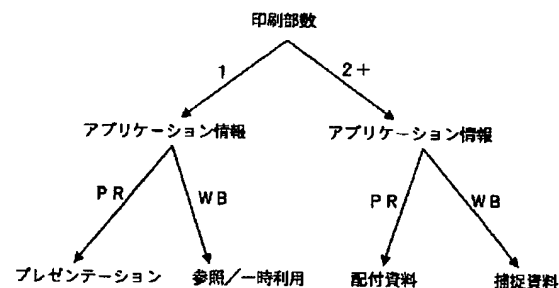 印刷部数
1 2+
アプリケーション情報 アプリケーション情報
PR WB PR WB
プレゼンテーション 参照/一時利用 配付資料 捕捉資料